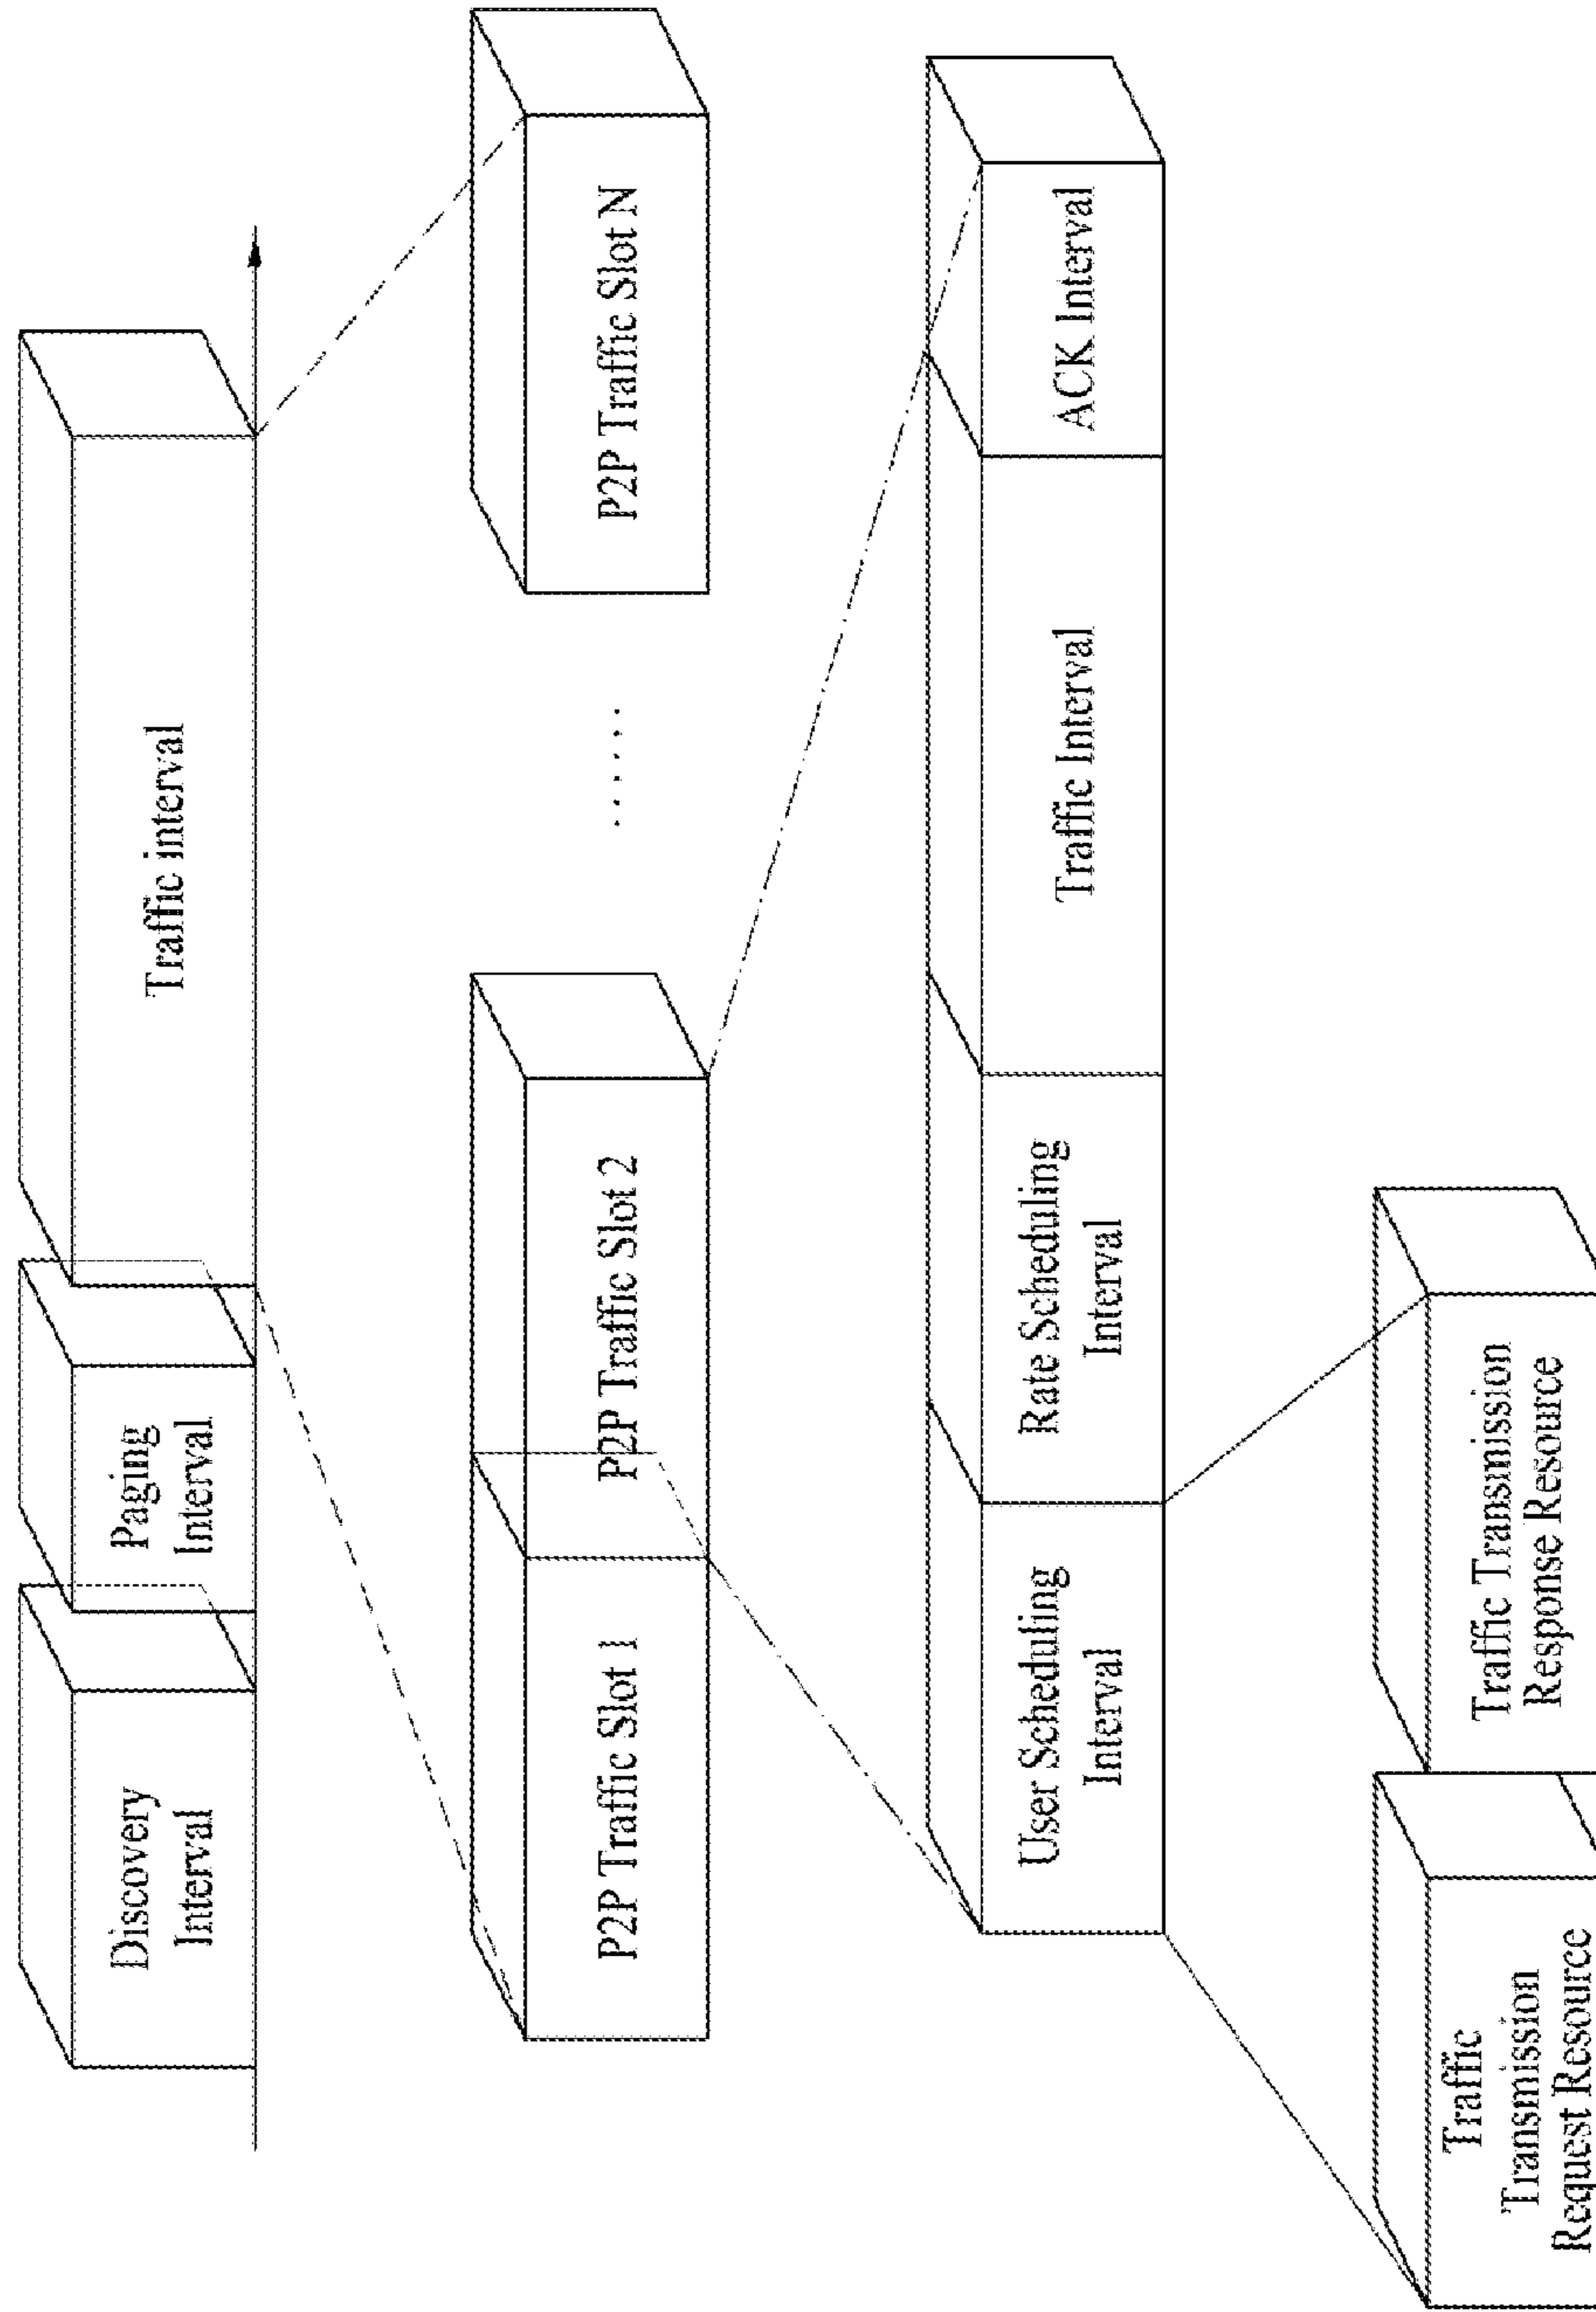 Discovery
Interval
Paging
Interval
Traffic interval
P2P Traffic Slot 1
P2P Traffic Slot 2
......
P2P Traffic Slot N
User Scheduling
Interval
Rate Scheduling
Interval
Traffic Interval
ACK Interval
Traffic
Transmission
Request Resource
Traffic Transmission
Response Resource